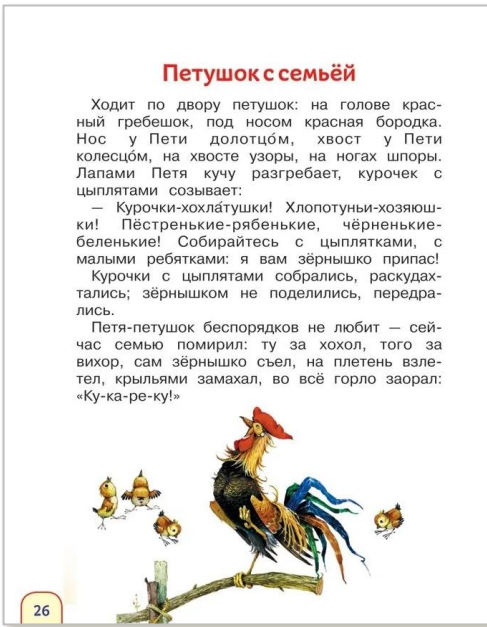 Петушок с семьёй
Ходит по двору петушок: на голове крас-
ный гребешок, под носом красная бородка.
Нос у Пети долотцо́м, хвост у Пети
колесцо́м, на хвосте узоры, на ногах шпоры.
Лапами Петя кучу разгребает, курочек с
цыплятами созывает:
— Курочки-хохла́тушки! Хлопотуньи-хозяюш-
ки! Пёстренькие-рябенькие, чёрненькие-
беленькие! Собирайтесь с цыплятками, с
малыми ребятками: я вам зёрнышко припас!
Курочки с цыплятами собрались, раскудах-
тались; зёрнышком не поделились, передра-
лись.
Петя-петушок беспорядков не любит — сей-
час семью помирил: ту за хохол, того за
вихор, сам зёрнышко съел, на плетень взле-
тел, крыльями замахал, во всё горло заорал:
«Ку-ка-ре-ку!»
26